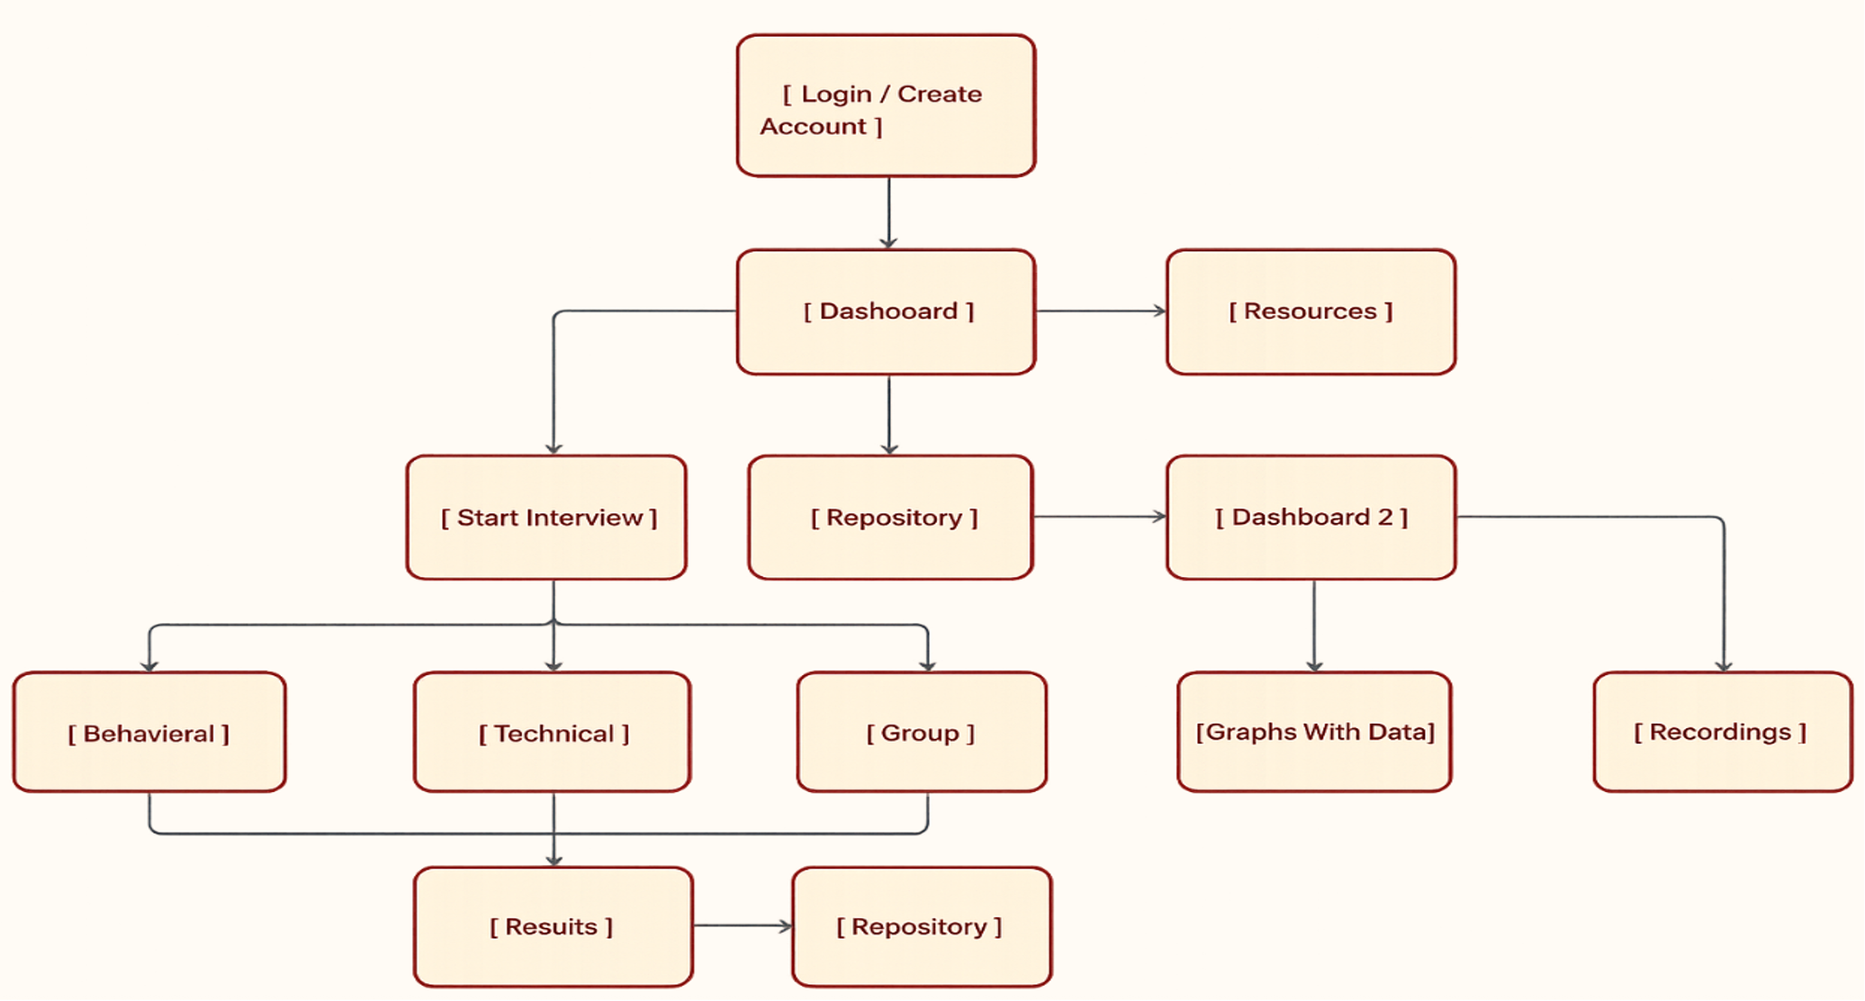 [ Login / Create
Account ]
[ Dashooard ]
[ Resources ]
[ Start Interview ]
[ Repository ]
[ Dashboard 2 ]
[ Behavieral ]
[ Technical ]
[ Group ]
[Graphs With Data]
[ Recordings ]
[ Resuits ]
[ Repository ]